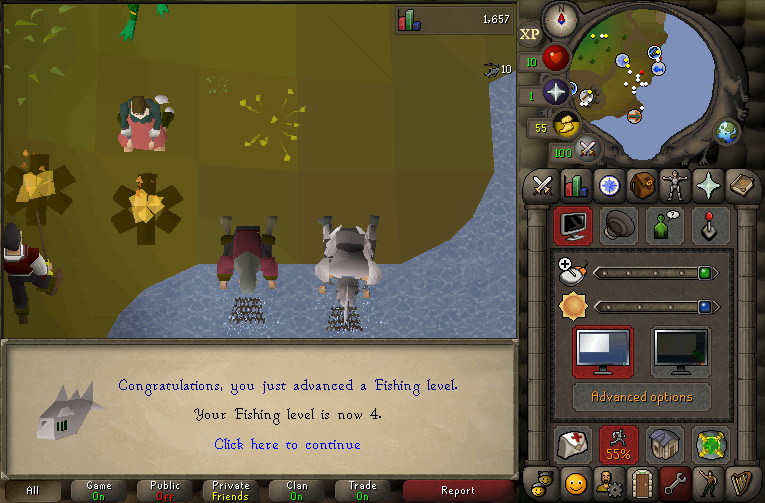 1,657
XP
10
10
1
55
100
N
Congratulations, you just advanced a Fishing level.
Your Fishing level is now 4.
Click here to continue
Advanced options
55%
All
Game
On
Public
Off
Private
Friends
Clan
On
Trade
On
Report